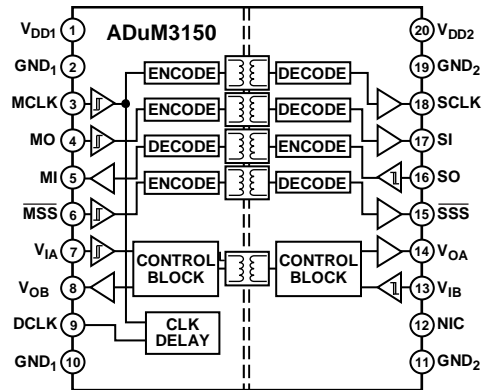 ADuM3150
1 VDD1
2 GND1
3 MCLK
4 MO
5 MI
6 MSS
7 VIA
8 VOB
9 DCLK
10 GND1
ENCODE DECODE
ENCODE DECODE
DECODE ENCODE
ENCODE DECODE
CONTROL BLOCK
CONTROL BLOCK
CLK DELAY
20 VDD2
19 GND2
18 SCLK
17 SI
16 SO
15 SSS
14 VOA
13 VIB
12 NIC
11 GND2